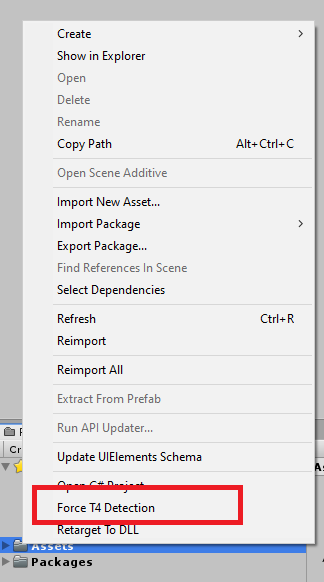 Create
Show in Explorer
Open
Delete
Rename
Copy Path Alt+Ctrl+C
Open Scene Additive
Import New Asset...
Import Package
Export Package...
Find References In Scene
Select Dependencies
Refresh Ctrl+R
Reimport
Reimport All
Extract From Prefab
Run API Updater...
Update UIElements Schema
Open C# Project
Force T4 Detection
Retarget To DLL
Assets
Packages